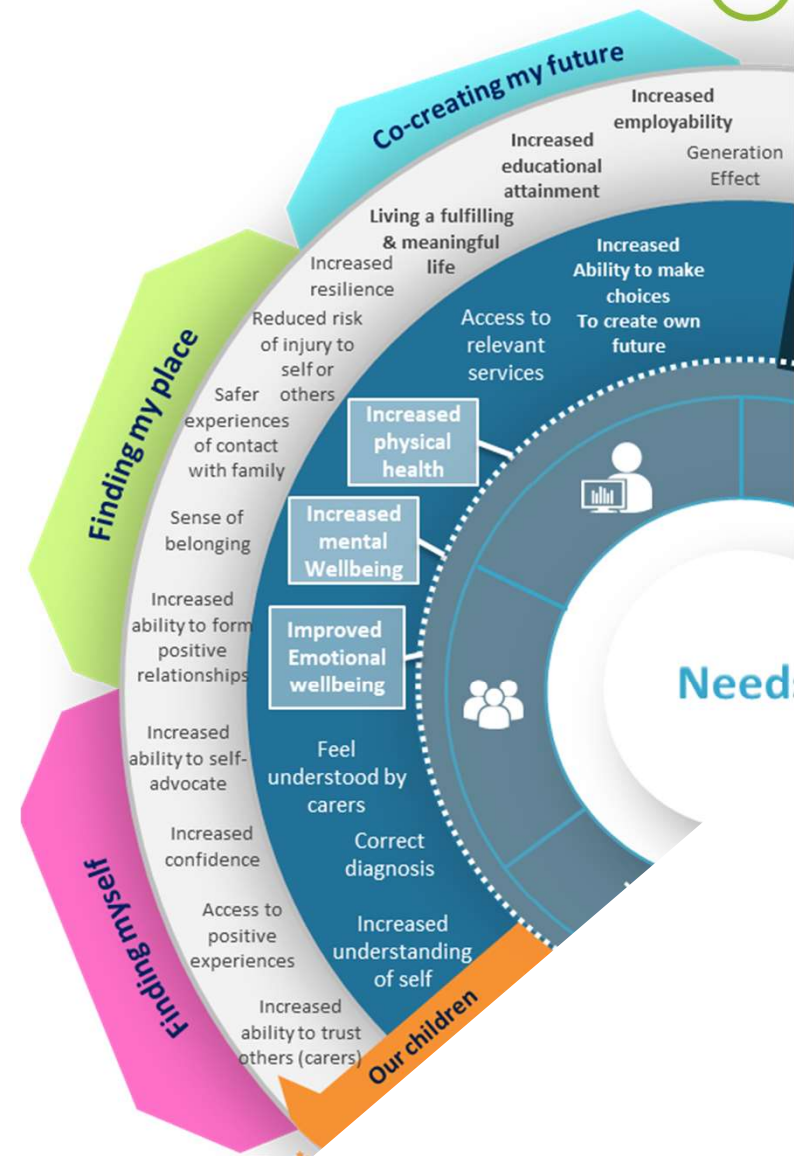 Co-creating my future
Increased
employability
Generation
Effect
Increased
educational
attainment
Living a fulfilling
& meaningful
life
Increased
resilience
Reduced risk
of injury to
self or
others
Safer
experiences
of contact
with family
Finding my place
Sense of
belonging
Increased
ability to form
positive
relationships
Increased
ability to self-
advocate
Increased
confidence
Finding myself
Access to
positive
experiences
Increased
ability to trust
others (carers)
Increased
Ability to make
choices
To create own
future
Access to
relevant
services
Increased
physical
health
Increased
mental
Wellbeing
Improved
Emotional
wellbeing
Feel
understood by
carers
Correct
diagnosis
Increased
understanding
of self
Our children